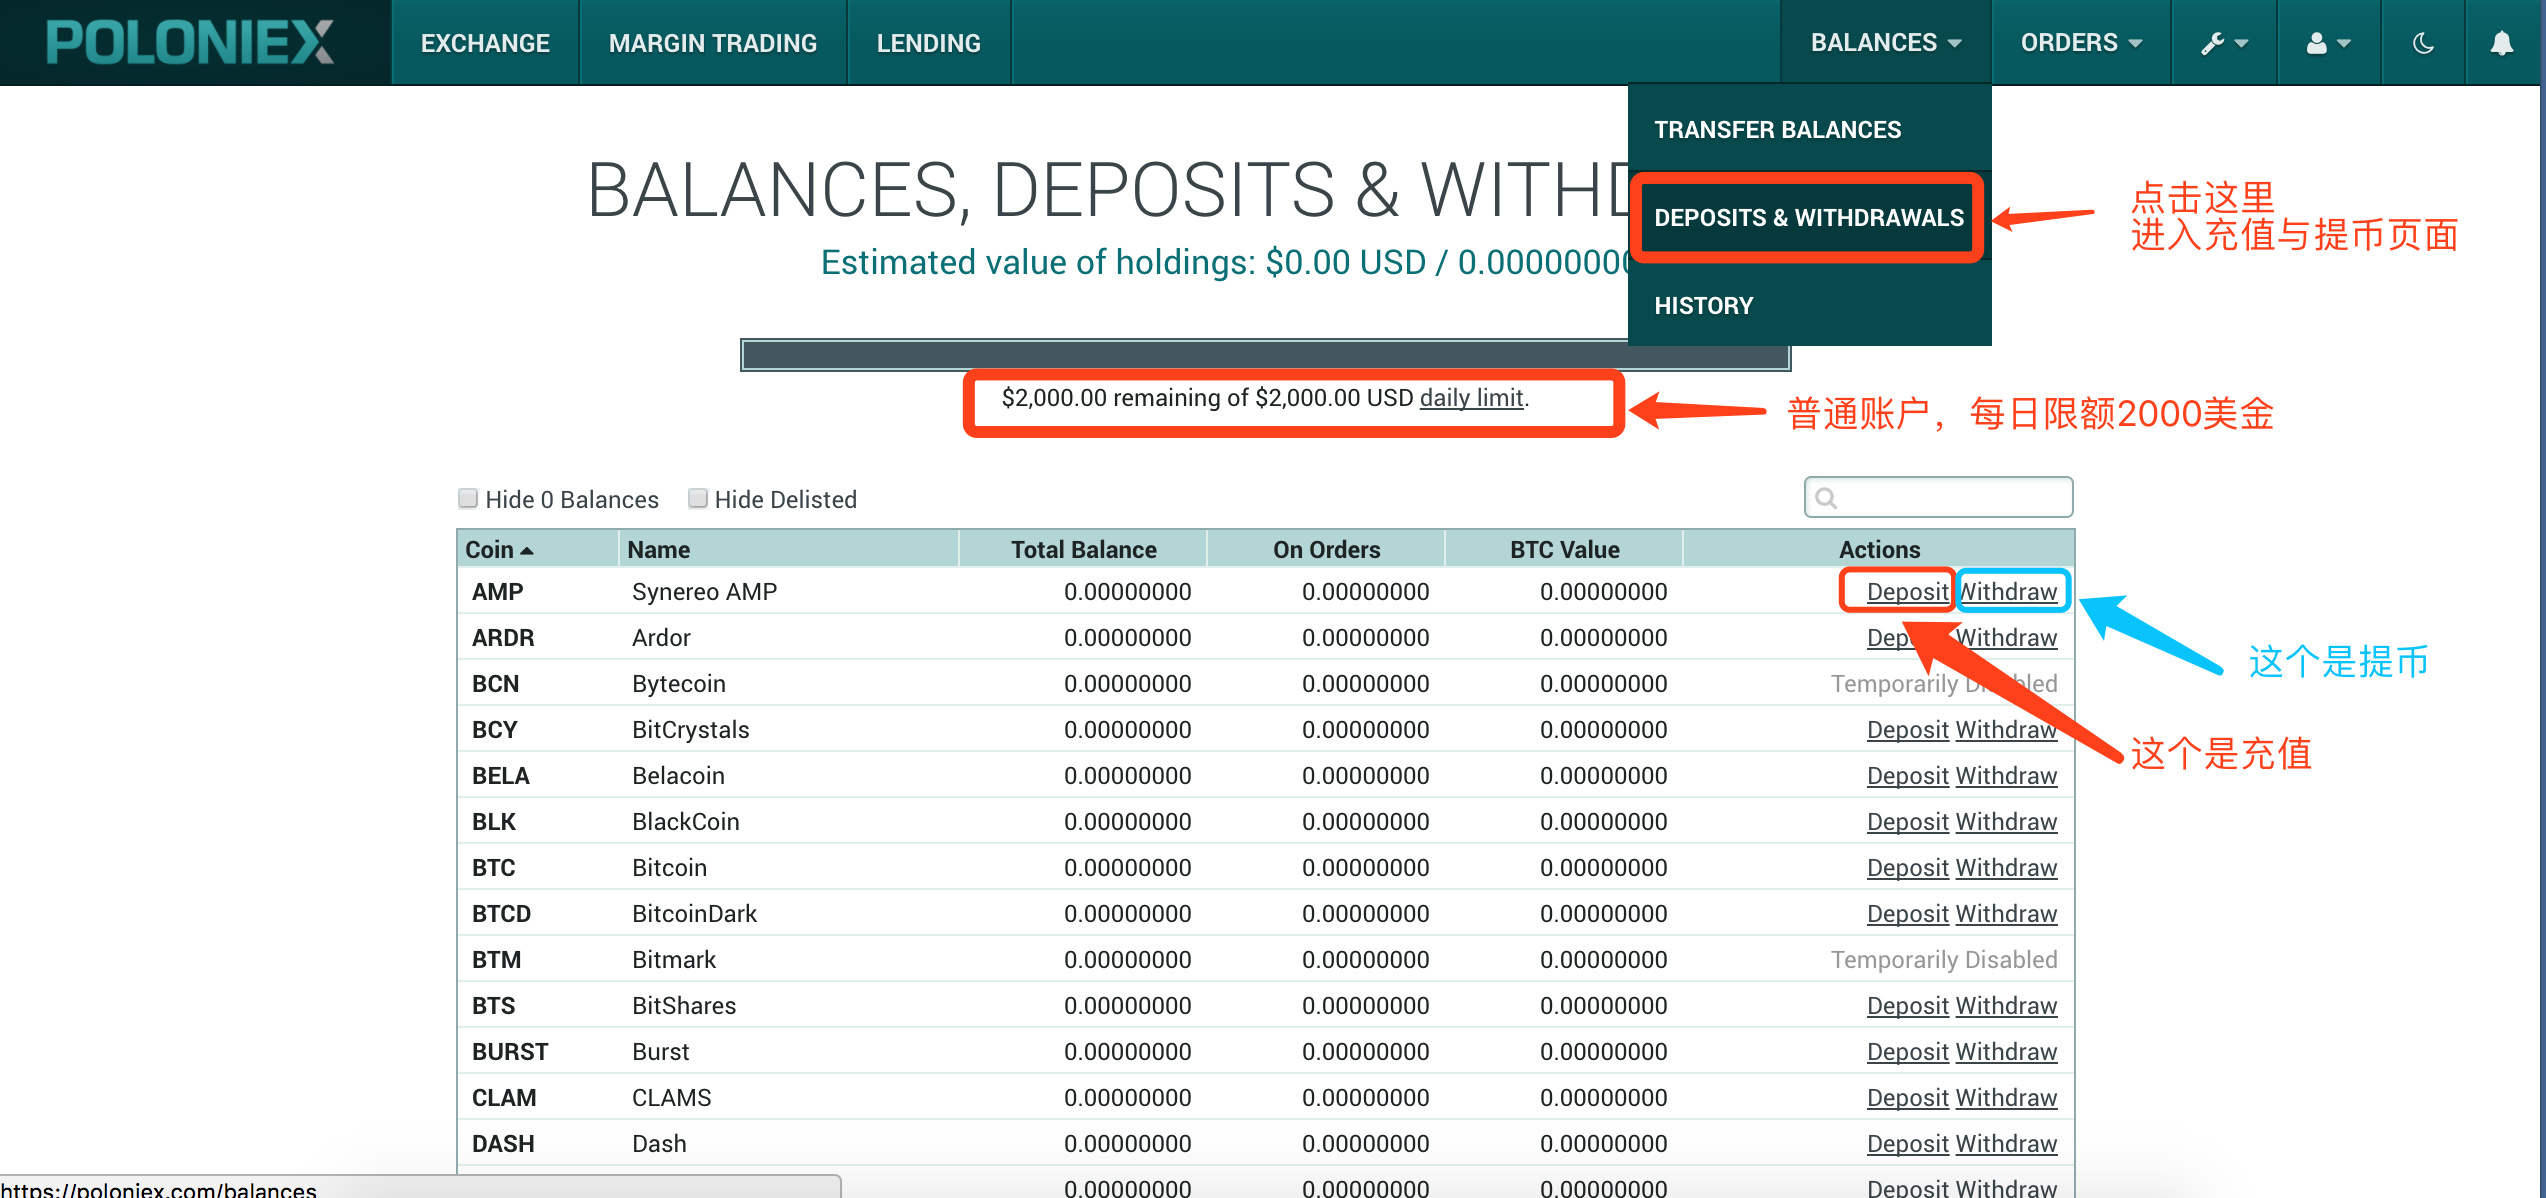 POLONIEX
EXCHANGE
MARGIN TRADING
LENDING
BALANCES
ORDERS
TRANSFER BALANCES
DEPOSITS & WITHDRAWALS
HISTORY
点击这里
进入充值与提币页面
BALANCES, DEPOSITS & WITHD
Estimated value of holdings: $0.00 USD / 0.0000000
$2,000.00 remaining of $2,000.00 USD daily limit.
普通账户，每日限额2000美金
Hide 0 Balances
Hide Delisted
Coin Name Total Balance On Orders BTC Value Actions
AMP Synereo AMP 0.00000000 0.00000000 0.00000000 Deposit Withdraw
ARDR Ardor 0.00000000 0.00000000 0.00000000 Dep Withdraw
这个是提币
BCN Bytecoin 0.00000000 0.00000000 0.00000000 Temporarily Disabled
BCY BitCrystals 0.00000000 0.00000000 0.00000000 Deposit Withdraw
这个是充值
BELA Belacoin 0.00000000 0.00000000 0.00000000 Deposit Withdraw
BLK BlackCoin 0.00000000 0.00000000 0.00000000 Deposit Withdraw
BTC Bitcoin 0.00000000 0.00000000 0.00000000 Deposit Withdraw
BTCD BitcoinDark 0.00000000 0.00000000 0.00000000 Deposit Withdraw
BTM Bitmark 0.00000000 0.00000000 0.00000000 Temporarily Disabled
BTS BitShares 0.00000000 0.00000000 0.00000000 Deposit Withdraw
BURST Burst 0.00000000 0.00000000 0.00000000 Deposit Withdraw
CLAM CLAMS 0.00000000 0.00000000 0.00000000 Deposit Withdraw
DASH Dash 0.00000000 0.00000000 0.00000000 Deposit Withdraw
0.00000000 0.00000000 0.00000000 Deposit Withdraw
https://poloniex.com/balances